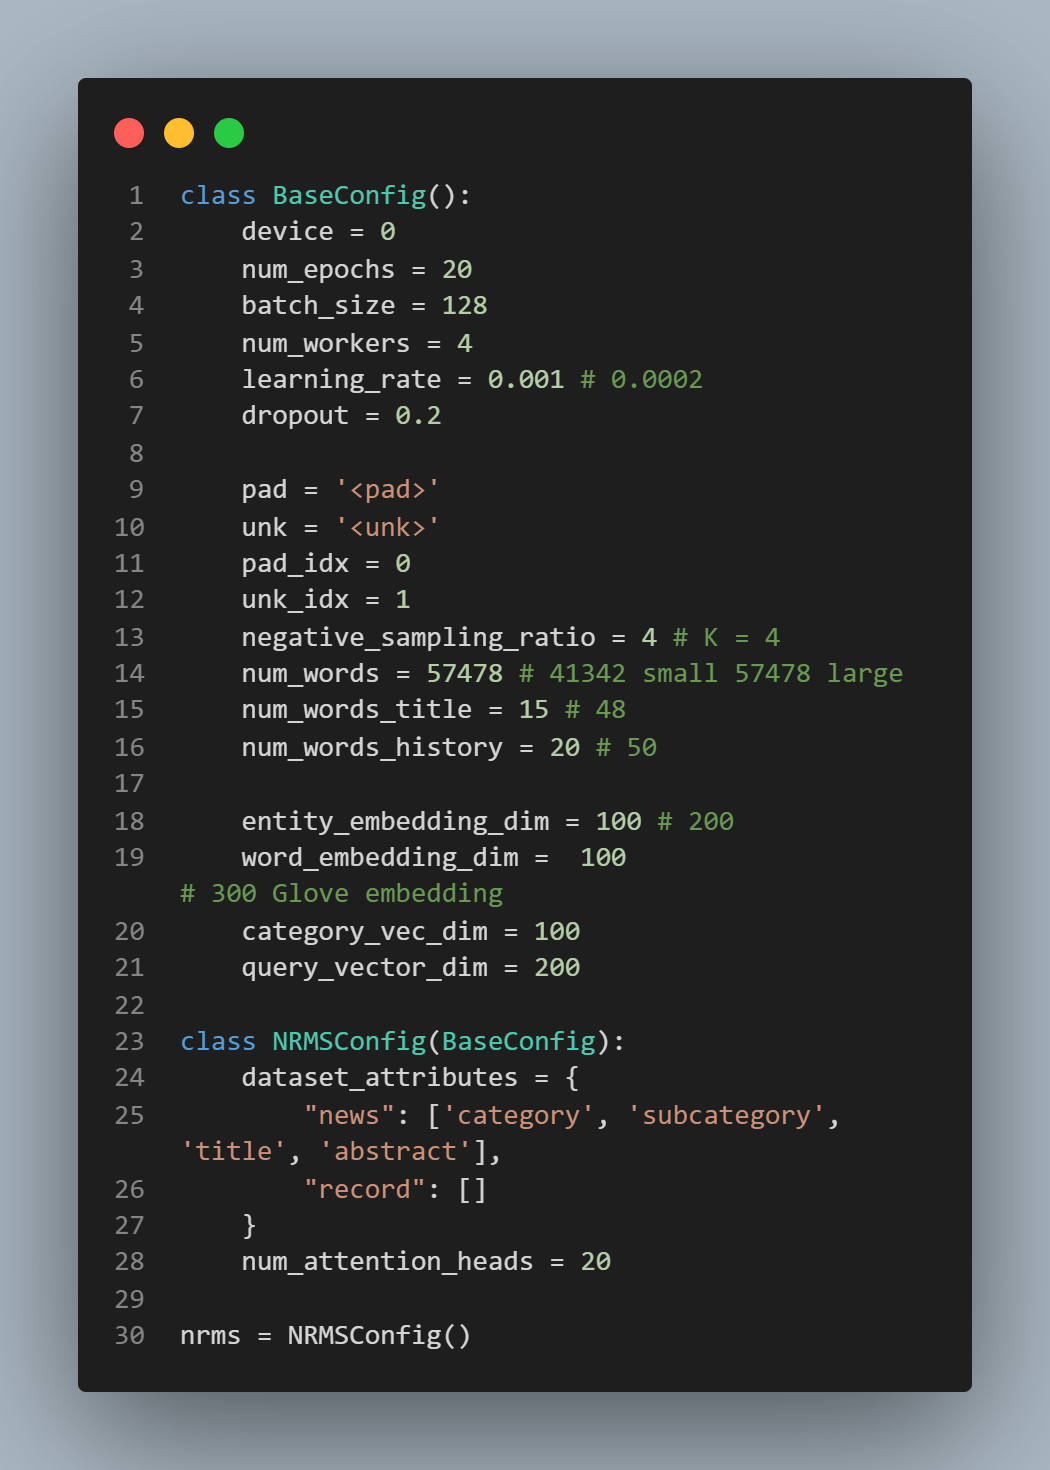 1 class BaseConfig():
2     device = 0
3     num_epochs = 20
4     batch_size = 128
5     num_workers = 4
6     learning_rate = 0.001 # 0.0002
7     dropout = 0.2
8
9     pad = '<pad>'
10     unk = '<unk>'
11     pad_idx = 0
12     unk_idx = 1
13     negative_sampling_ratio = 4 # K = 4
14     num_words = 57478 # 41342 small 57478 large
15     num_words_title = 15 # 48
16     num_words_history = 20 # 50
17
18     entity_embedding_dim = 100 # 200
19     word_embedding_dim =  100
# 300 Glove embedding
20     category_vec_dim = 100
21     query_vector_dim = 200
22
23 class NRMSConfig(BaseConfig):
24     dataset_attributes = {
25         "news": ['category', 'subcategory',
'title', 'abstract'],
26         "record": []
27     }
28     num_attention_heads = 20
29
30 nrms = NRMSConfig()